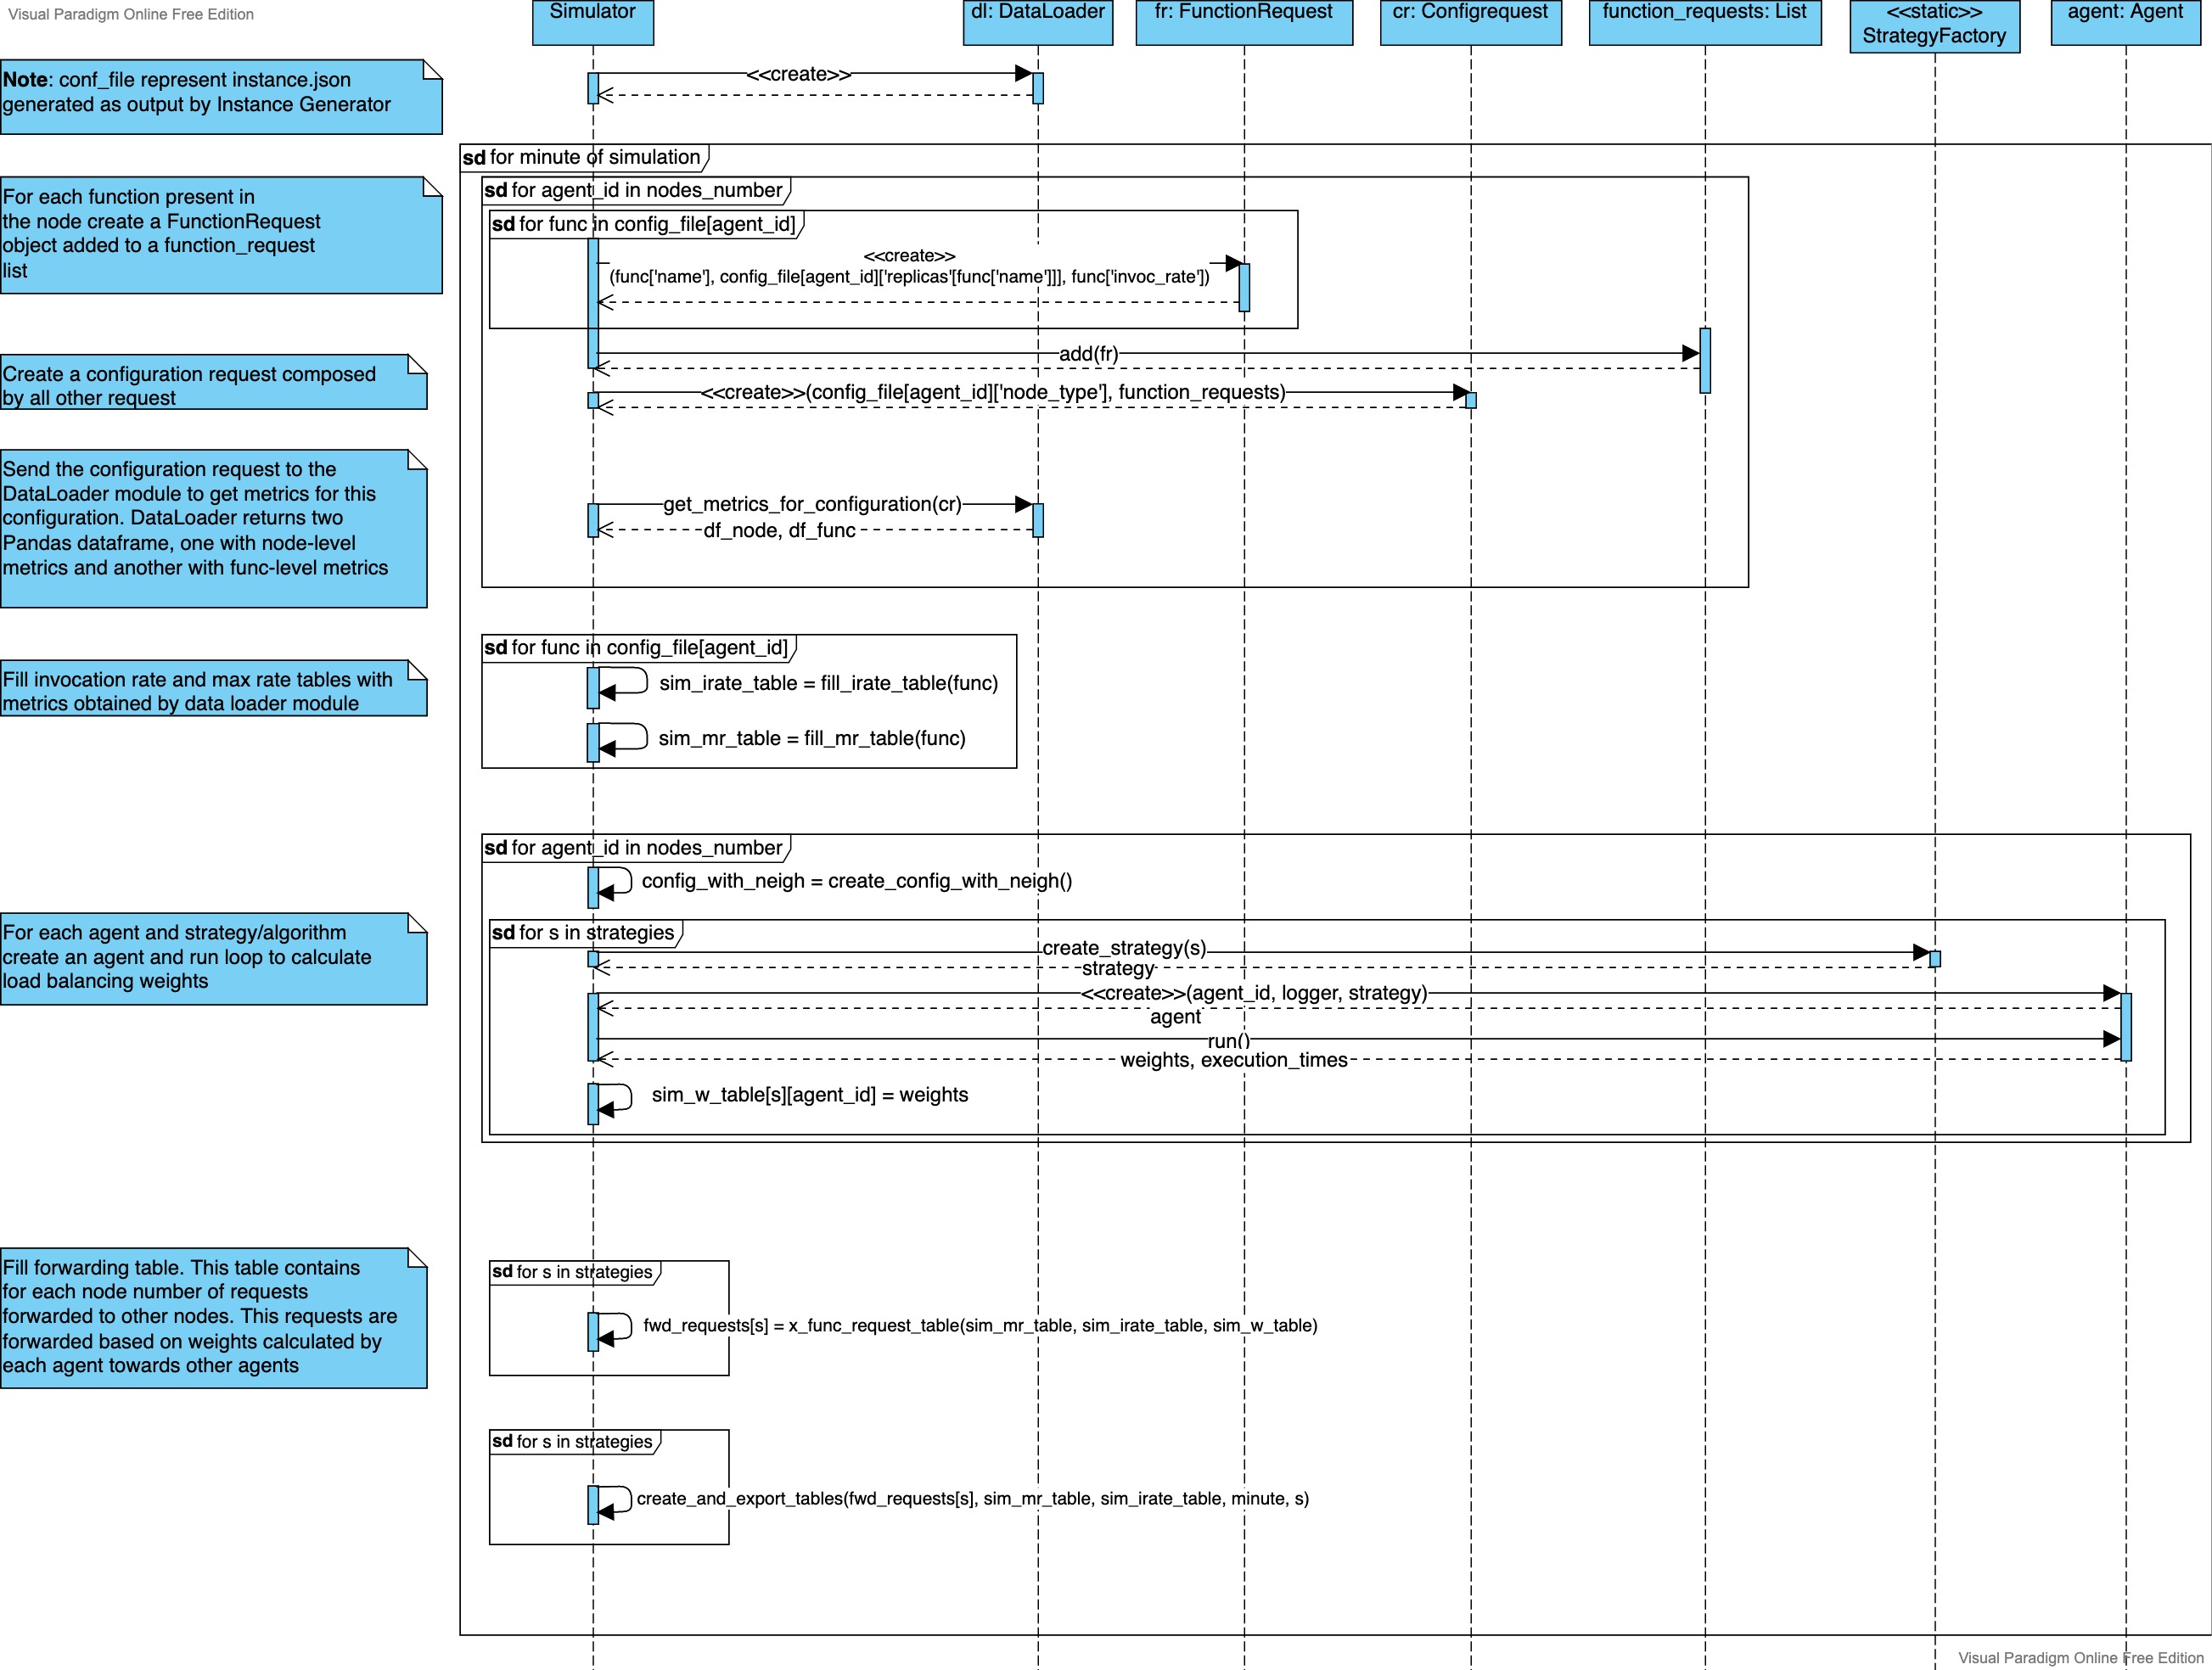 Visual Paradigm Online Free Edition
Simulator
dl: DataLoader
fr: FunctionRequest
cr: Configrequest
function_requests: List
<<static>>
StrategyFactory
agent: Agent
Note: conf_file represent instance.json
generated as output by Instance Generator
<<create>>
sd for minute of simulation
sd for agent_id in nodes_number
sd for func in config_file[agent_id]
For each function present in
the node create a FunctionRequest
object added to a function_request
list
<<create>>
(func['name'], config_file[agent_id]['replicas'[func['name']]], func['invoc_rate'])
add(fr)
Create a configuration request composed
by all other request
<<create>>(config_file[agent_id]['node_type'], function_requests)
Send the configuration request to the
DataLoader module to get metrics for this
configuration. DataLoader returns two
Pandas dataframe, one with node-level
metrics and another with func-level metrics
get_metrics_for_configuration(cr)
df_node, df_func
sd for func in config_file[agent_id]
Fill invocation rate and max rate tables with
metrics obtained by data loader module
sim_irate_table = fill_irate_table(func)
sim_mr_table = fill_mr_table(func)
sd for agent_id in nodes_number
config_with_neigh = create_config_with_neigh()
sd for s in strategies
For each agent and strategy/algorithm
create an agent and run loop to calculate
load balancing weights
create_strategy(s)
strategy
<<create>>(agent_id, logger, strategy)
agent
run()
weights, execution_times
sim_w_table[s][agent_id] = weights
Fill forwarding table. This table contains
for each node number of requests
forwarded to other nodes. This requests are
forwarded based on weights calculated by
each agent towards other agents
sd for s in strategies
fwd_requests[s] = x_func_request_table(sim_mr_table, sim_irate_table, sim_w_table)
sd for s in strategies
create_and_export_tables(fwd_requests[s], sim_mr_table, sim_irate_table, minute, s)
Visual Paradigm Online Free Edition